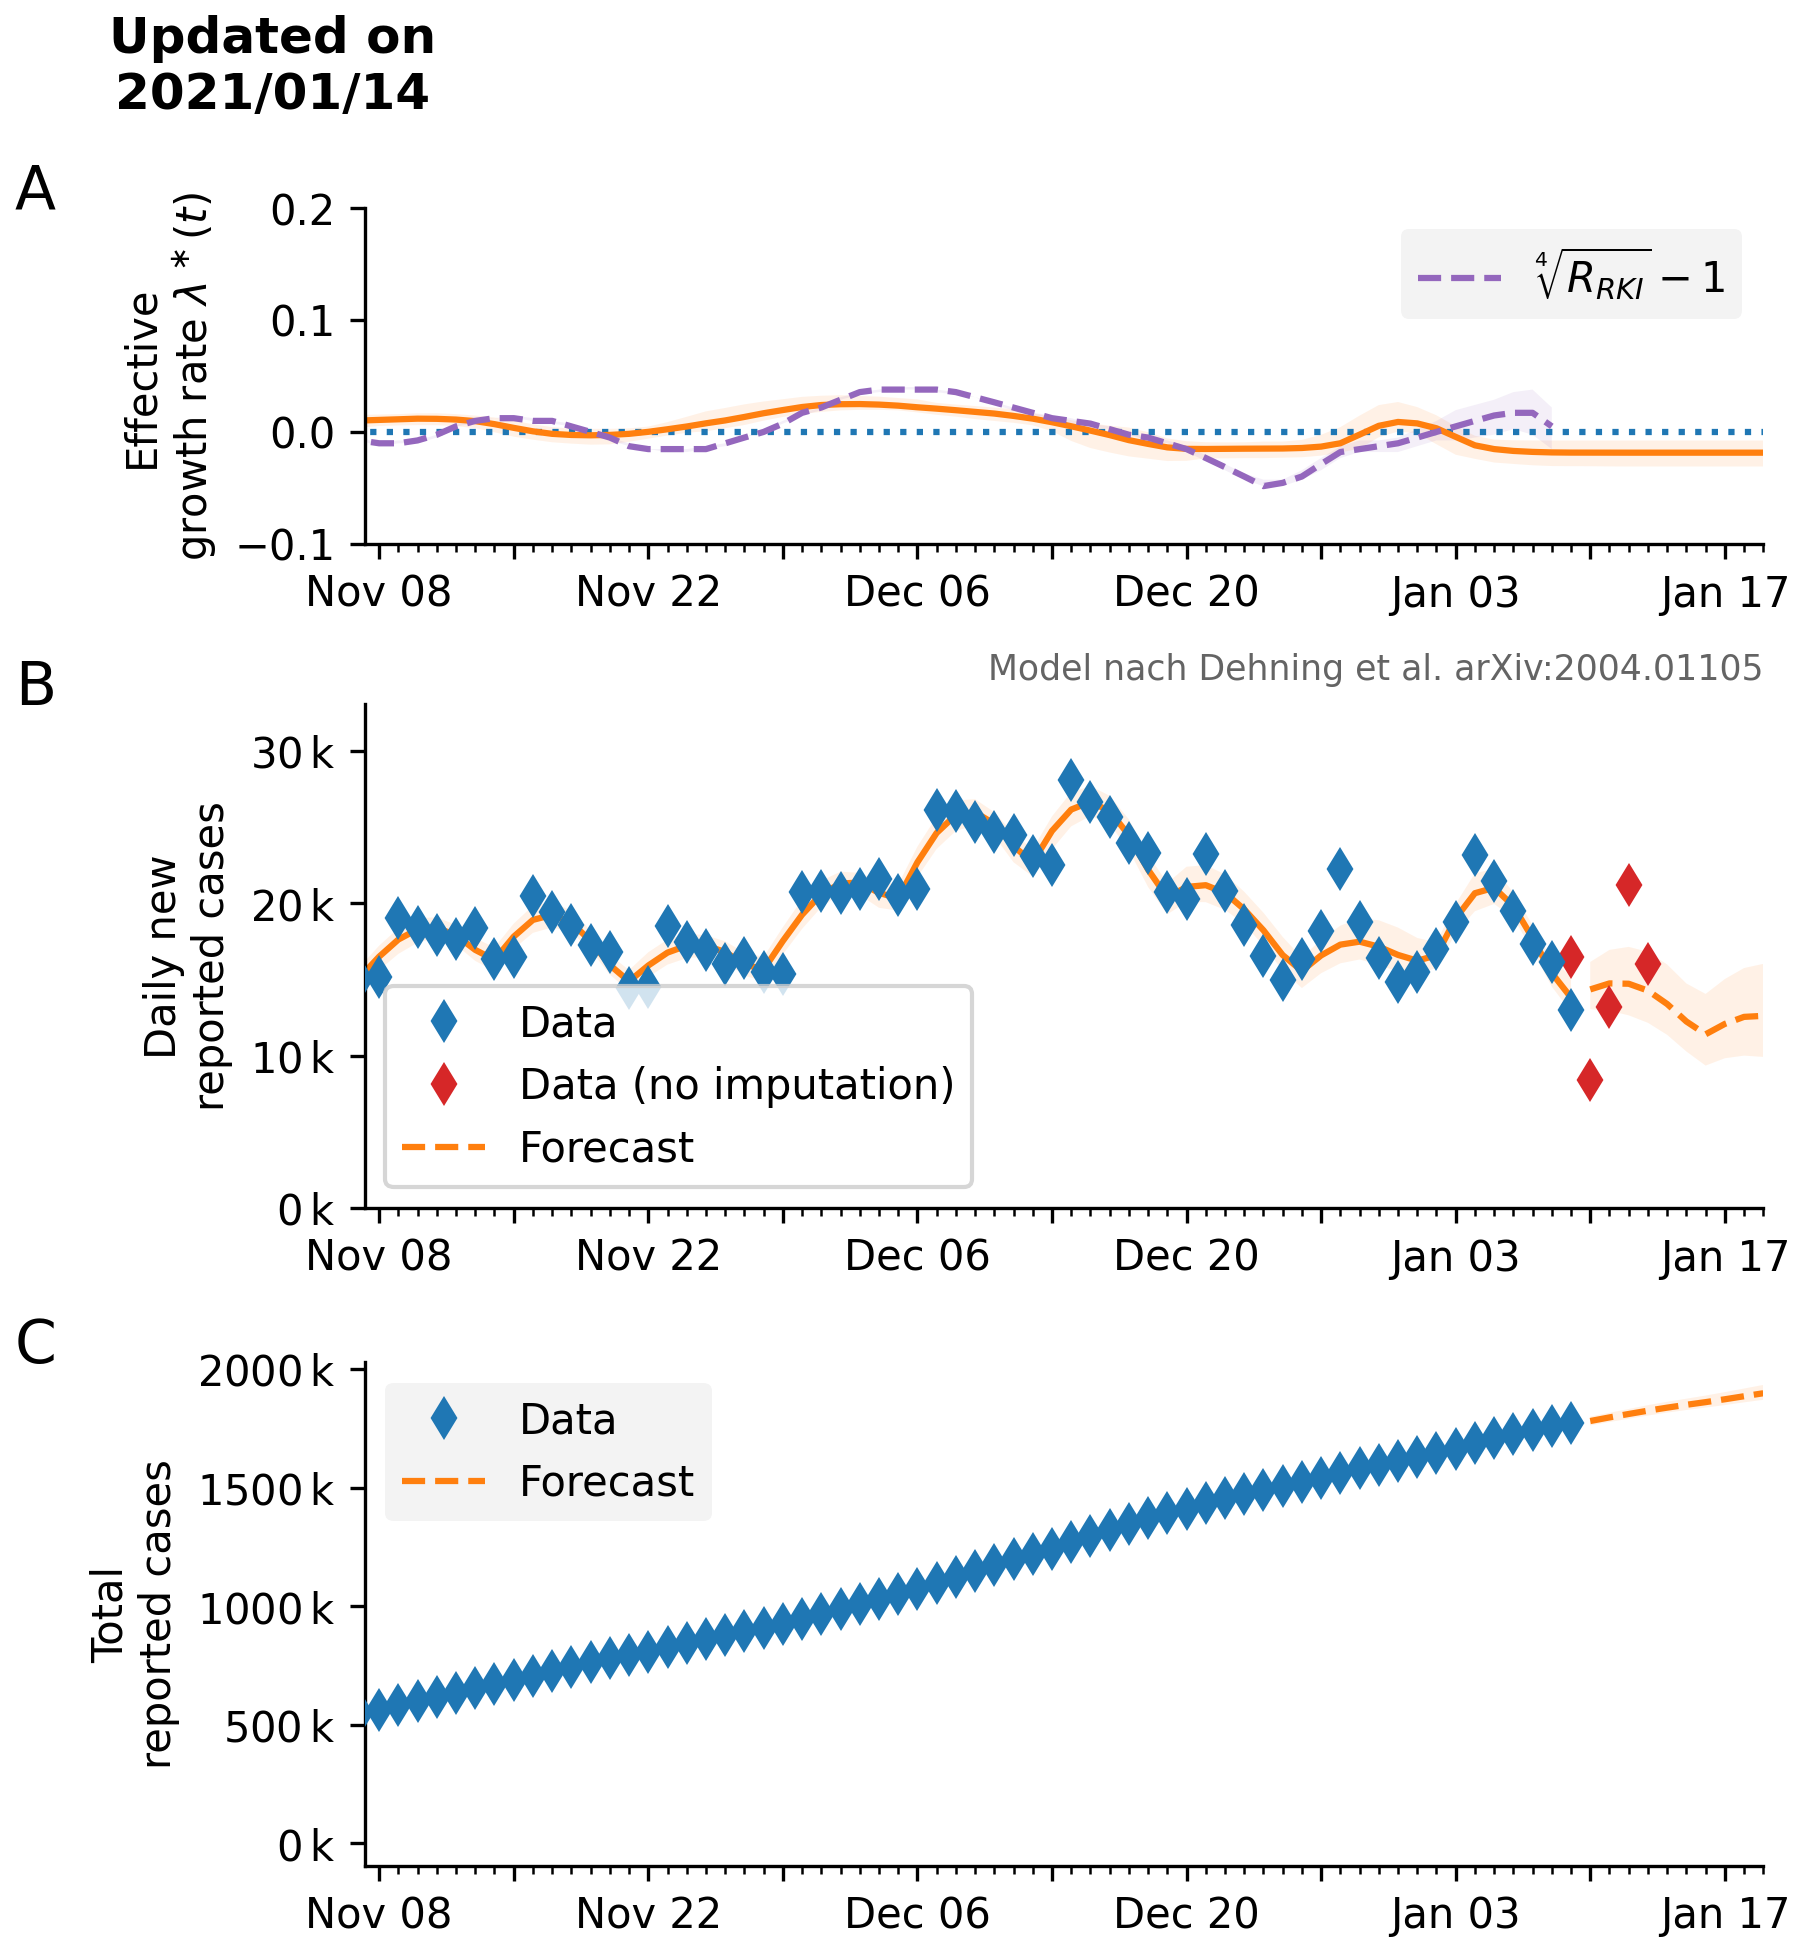 Updated on
2021/01/14
A
Effective
growth rate λ * (t)
0.2
0.1
0.0
−0.1
∜R_RKI − 1
Nov 08 Nov 22 Dec 06 Dec 20 Jan 03 Jan 17
Model nach Dehning et al. arXiv:2004.01105
B
Daily new
reported cases
30 k
20 k
10 k
0 k
Data
Data (no imputation)
Forecast
Nov 08 Nov 22 Dec 06 Dec 20 Jan 03 Jan 17
C
Total
reported cases
2000 k
1500 k
1000 k
500 k
0 k
Data
Forecast
Nov 08 Nov 22 Dec 06 Dec 20 Jan 03 Jan 17